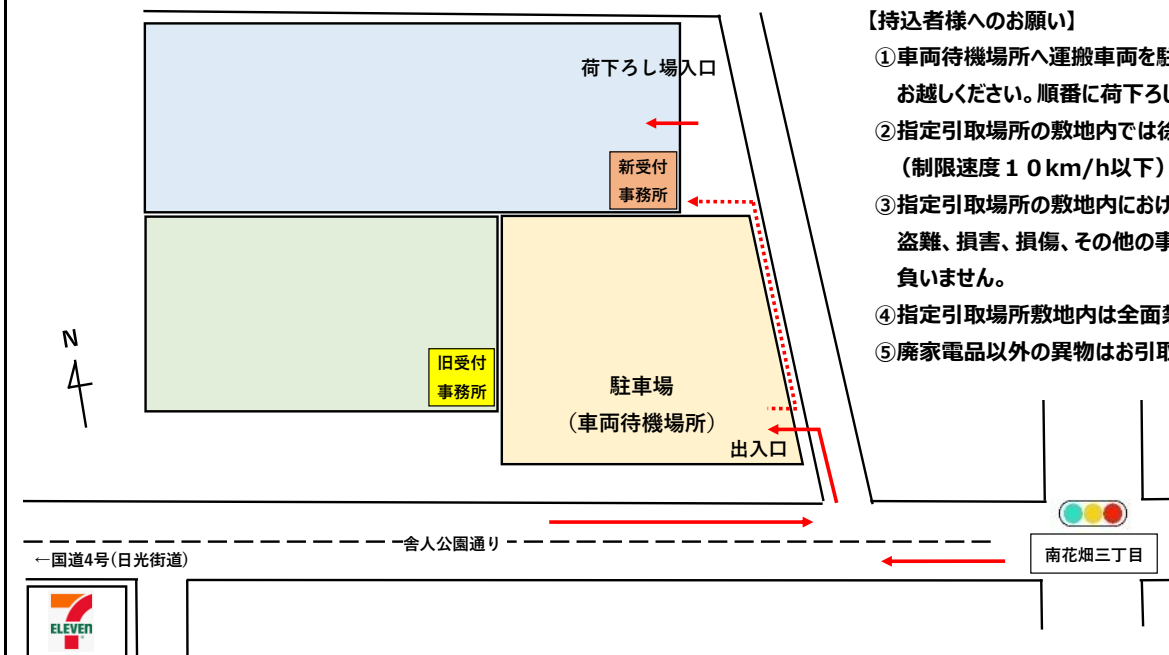 【持込者様へのお願い】
①車両待機場所へ運搬車両を駐
お越しください。順番に荷下ろし
②指定引取場所の敷地内では徐
（制限速度１０km/h以下）
③指定引取場所の敷地内におけ
盗難、損害、損傷、その他の事
負いません。
④指定引取場所敷地内は全面禁
⑤廃家電品以外の異物はお引取
荷下ろし場入口
新受付
事務所
N
旧受付
事務所
駐車場
（車両待機場所）
出入口
舎人公園通り
←国道4号(日光街道)
南花畑三丁目
7
ELEVEn